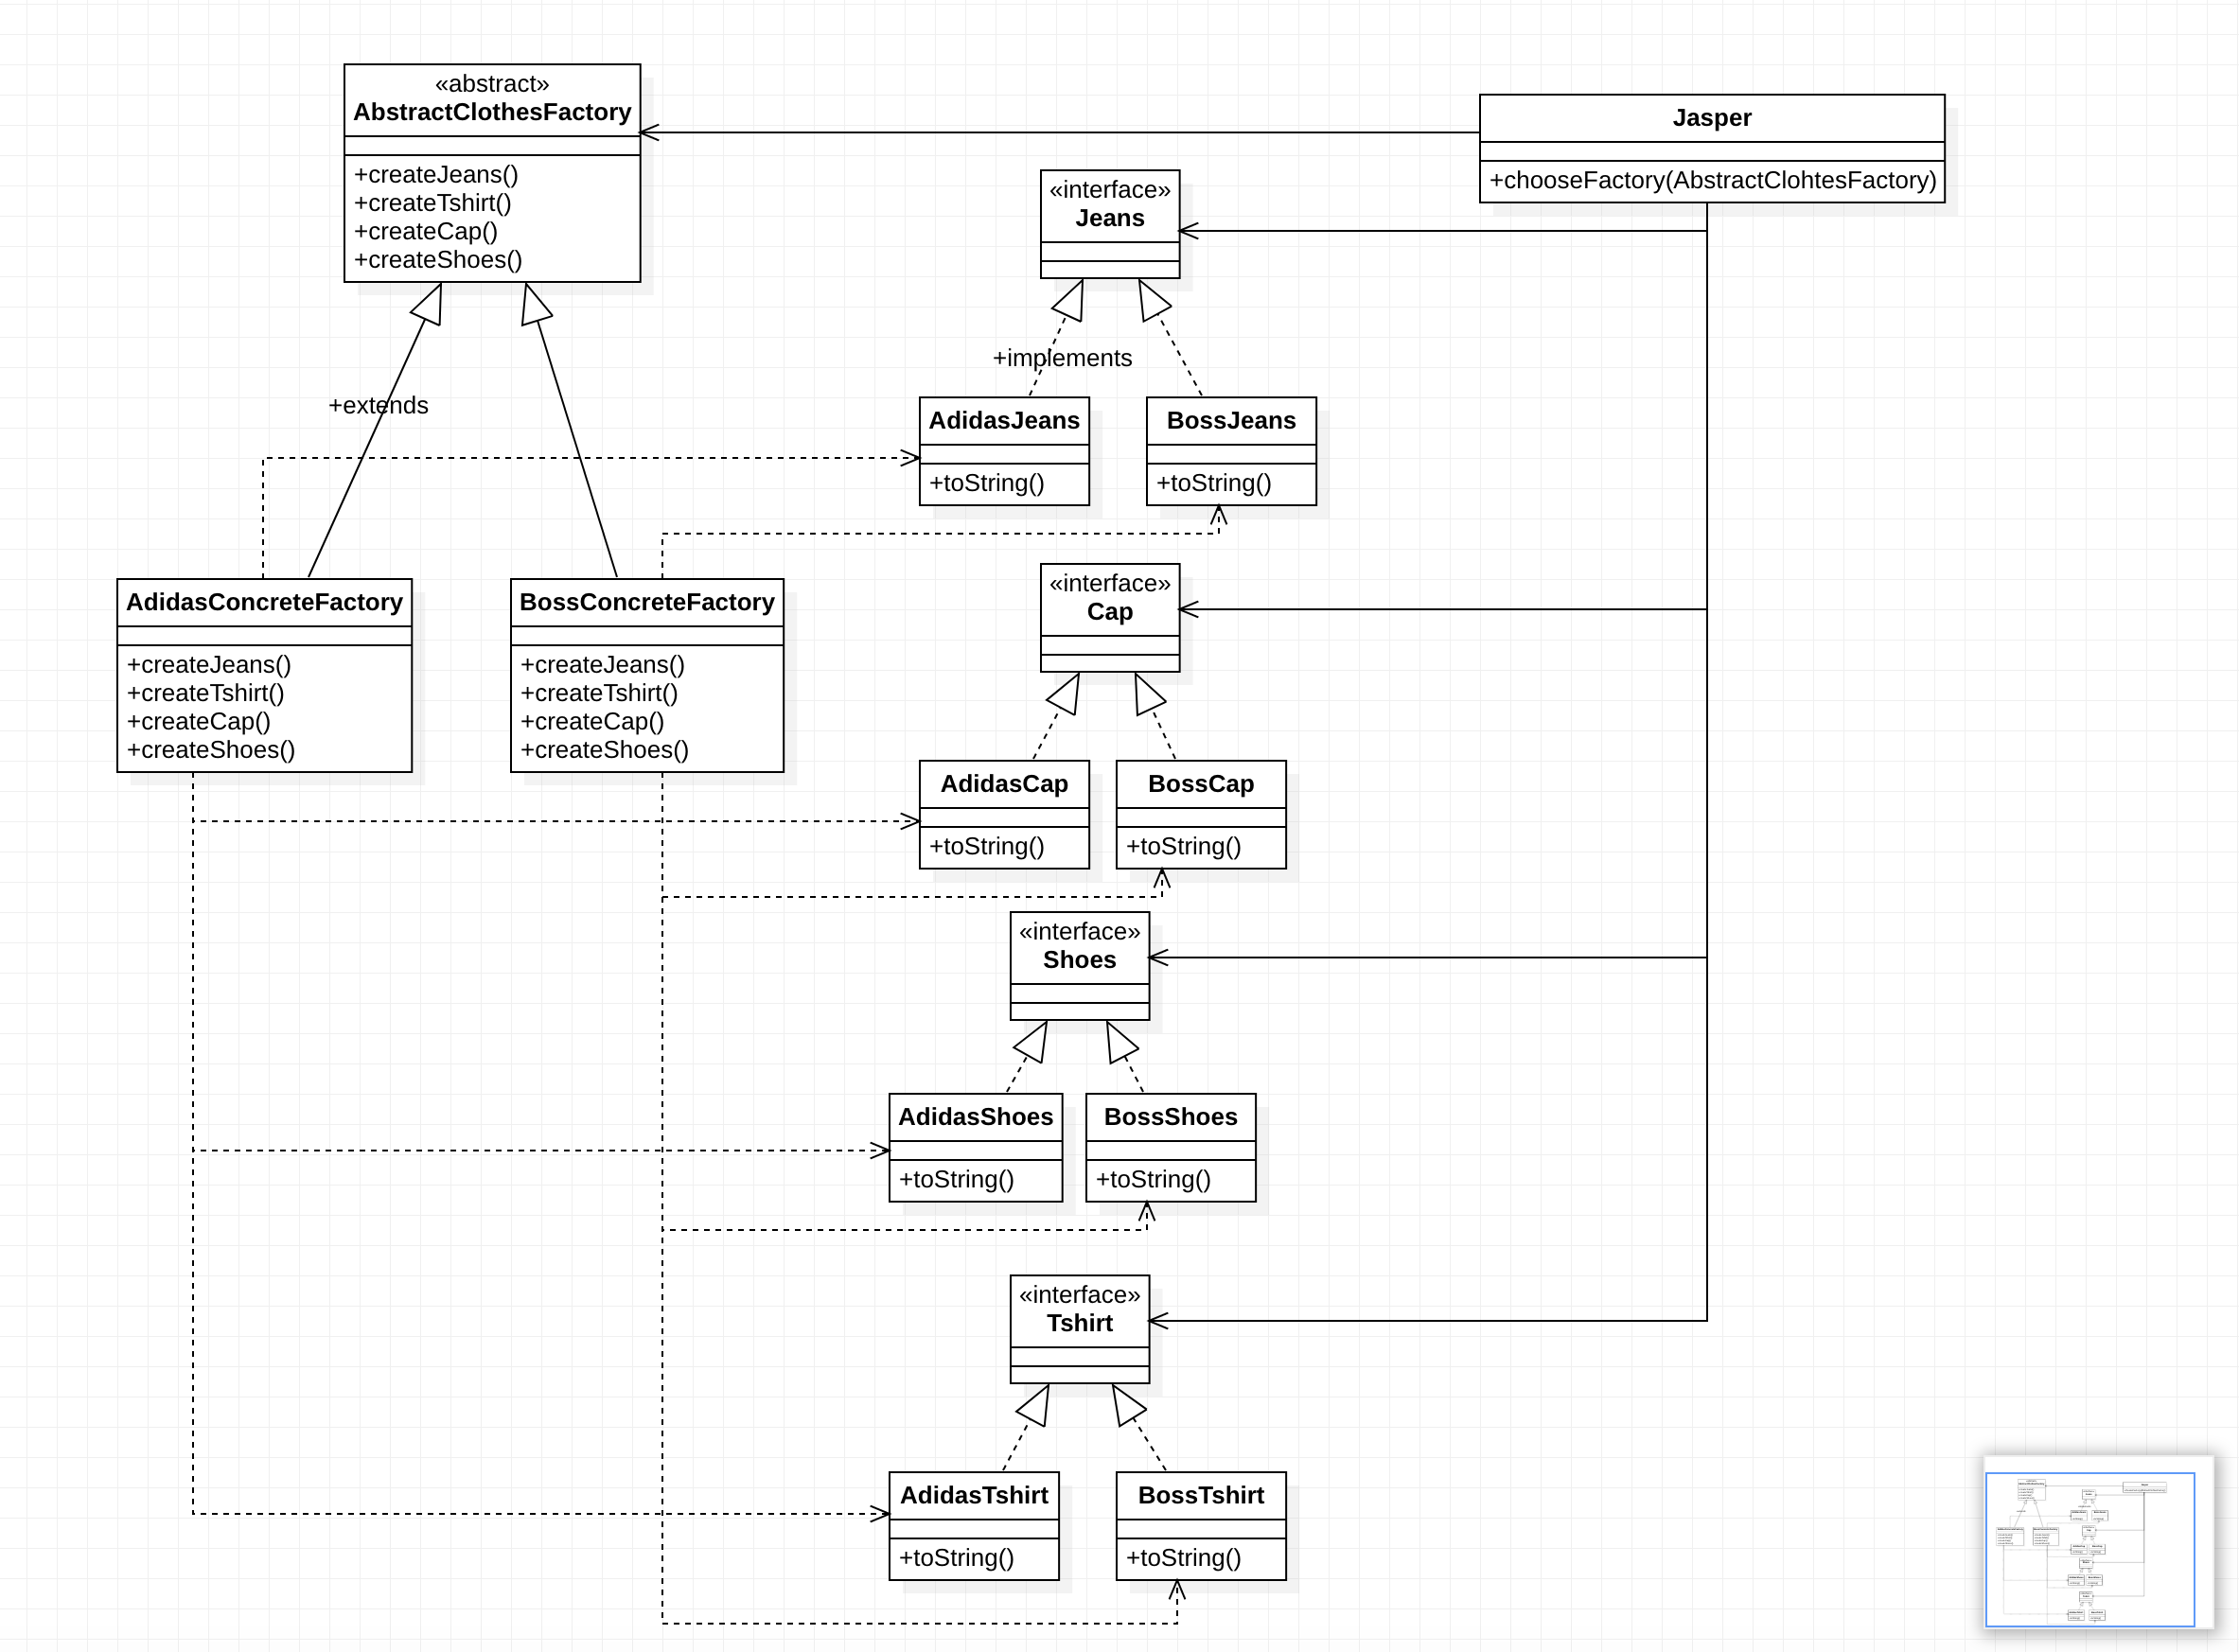 «abstract»
AbstractClothesFactory
+createJeans()
+createTshirt()
+createCap()
+createShoes()
Jasper
+chooseFactory(AbstractClohtesFactory)
«interface»
Jeans
+implements
+extends
AdidasJeans
+toString()
BossJeans
+toString()
AdidasConcreteFactory
+createJeans()
+createTshirt()
+createCap()
+createShoes()
BossConcreteFactory
+createJeans()
+createTshirt()
+createCap()
+createShoes()
«interface»
Cap
AdidasCap
+toString()
BossCap
+toString()
«interface»
Shoes
AdidasShoes
+toString()
BossShoes
+toString()
«interface»
Tshirt
AdidasTshirt
+toString()
BossTshirt
+toString()